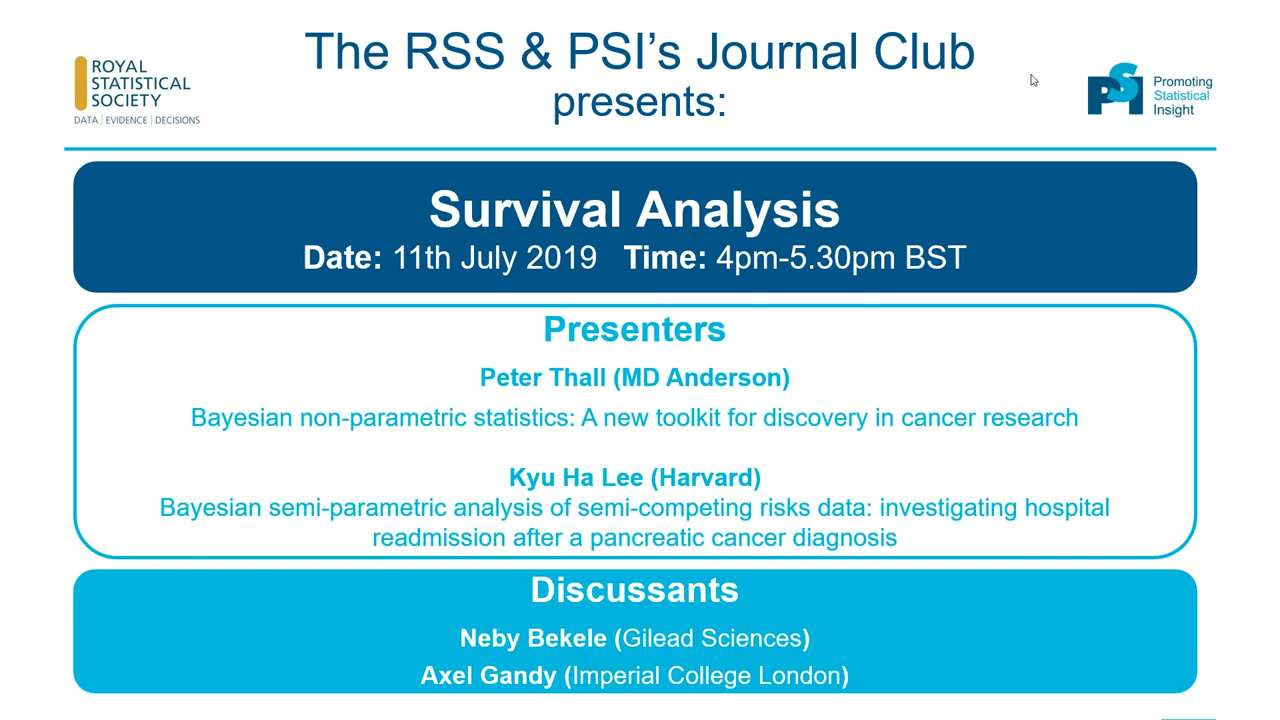 The RSS & PSI's Journal Club
presents:
ROYAL
STATISTICAL
SOCIETY
DATA | EVIDENCE | DECISIONS
PSI
Promoting
Statistical
Insight
Survival Analysis
Date: 11th July 2019 Time: 4pm-5.30pm BST
Presenters
Peter Thall (MD Anderson)
Bayesian non-parametric statistics: A new toolkit for discovery in cancer research
Kyu Ha Lee (Harvard)
Bayesian semi-parametric analysis of semi-competing risks data: investigating hospital
readmission after a pancreatic cancer diagnosis
Discussants
Neby Bekele (Gilead Sciences)
Axel Gandy (Imperial College London)